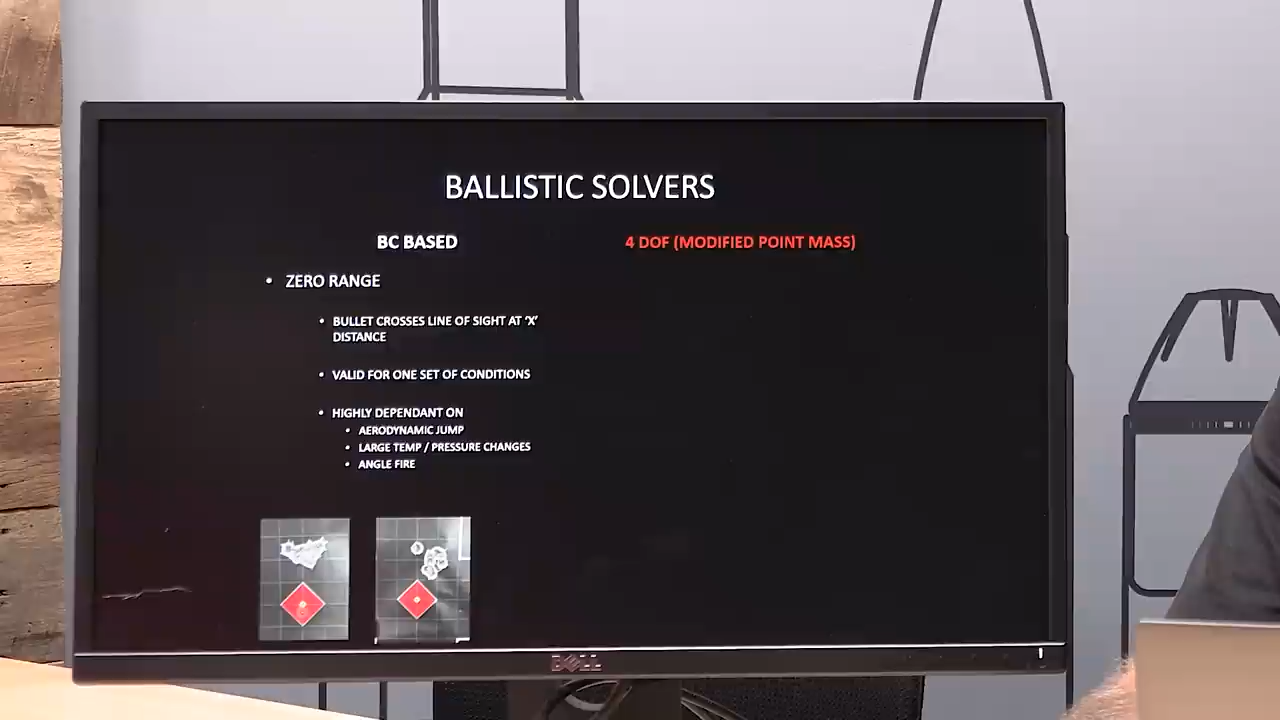 BALLISTIC SOLVERS
BC BASED
4 DOF (MODIFIED POINT MASS)
• ZERO RANGE
• BULLET CROSSES LINE OF SIGHT AT ‘X’
DISTANCE
• VALID FOR ONE SET OF CONDITIONS
• HIGHLY DEPENDANT ON
• AERODYNAMIC JUMP
• LARGE TEMP / PRESSURE CHANGES
• ANGLE FIRE
DELL